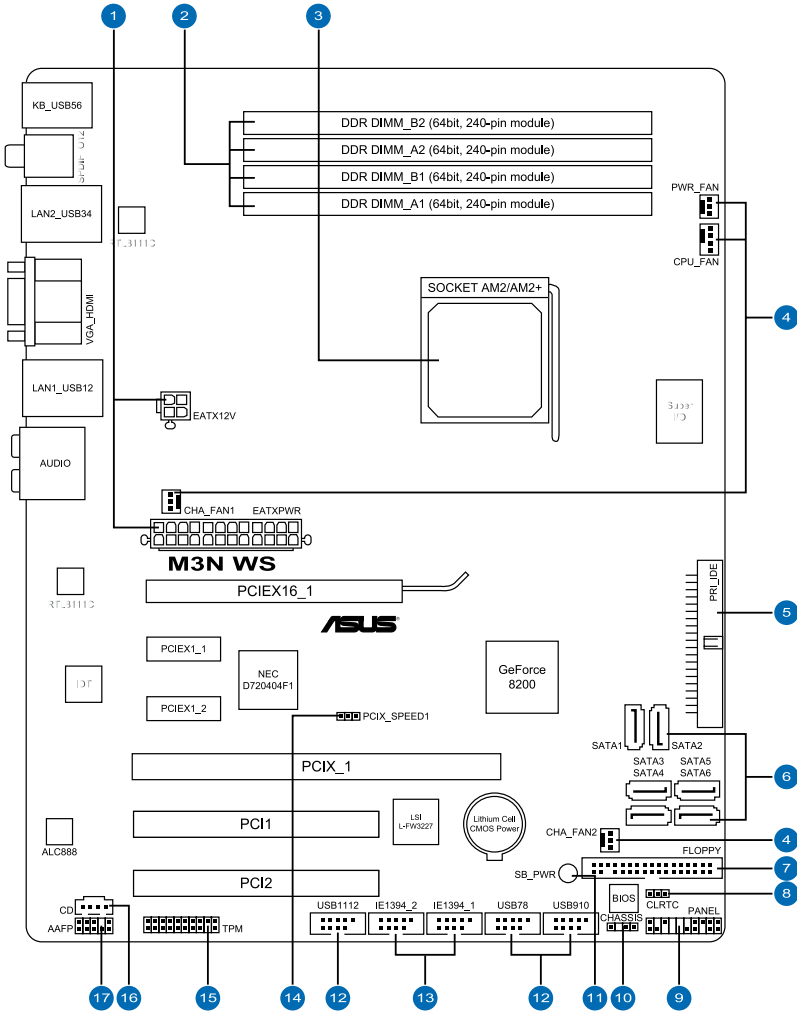 1
2
3
KB_USB56
DDR DIMM_B2 (64bit, 240-pin module)
DDR DIMM_A2 (64bit, 240-pin module)
DDR DIMM_B1 (64bit, 240-pin module)
DDR DIMM_A1 (64bit, 240-pin module)
PWR_FAN
LAN2_USB34
CPU_FAN
SOCKET AM2/AM2+
4
VGA_HDMI
LAN1_USB12
EATX12V
Super
I/O
AUDIO
CHA_FAN1
EATXPWR
M3N WS
PCIEX16_1
PRI_IDE
5
ASUS
PCIEX1_1
NEC
D720404F1
GeForce
8200
PCIEX1_2
PCIX_SPEED1
SATA1
SATA2
SATA3
SATA4
SATA5
SATA6
PCIX_1
6
PCI1
LSI
L-FW3227
Lithium Cell
CMOS Power
CHA_FAN2
4
ALC888
FLOPPY
7
PCI2
SB_PWR
BIOS
CLRTC
8
CD
USB1112
IE1394_2
IE1394_1
USB78
USB910
CHASSIS
PANEL
AAFP
TPM
17
16
15
14
12
13
12
11
10
9